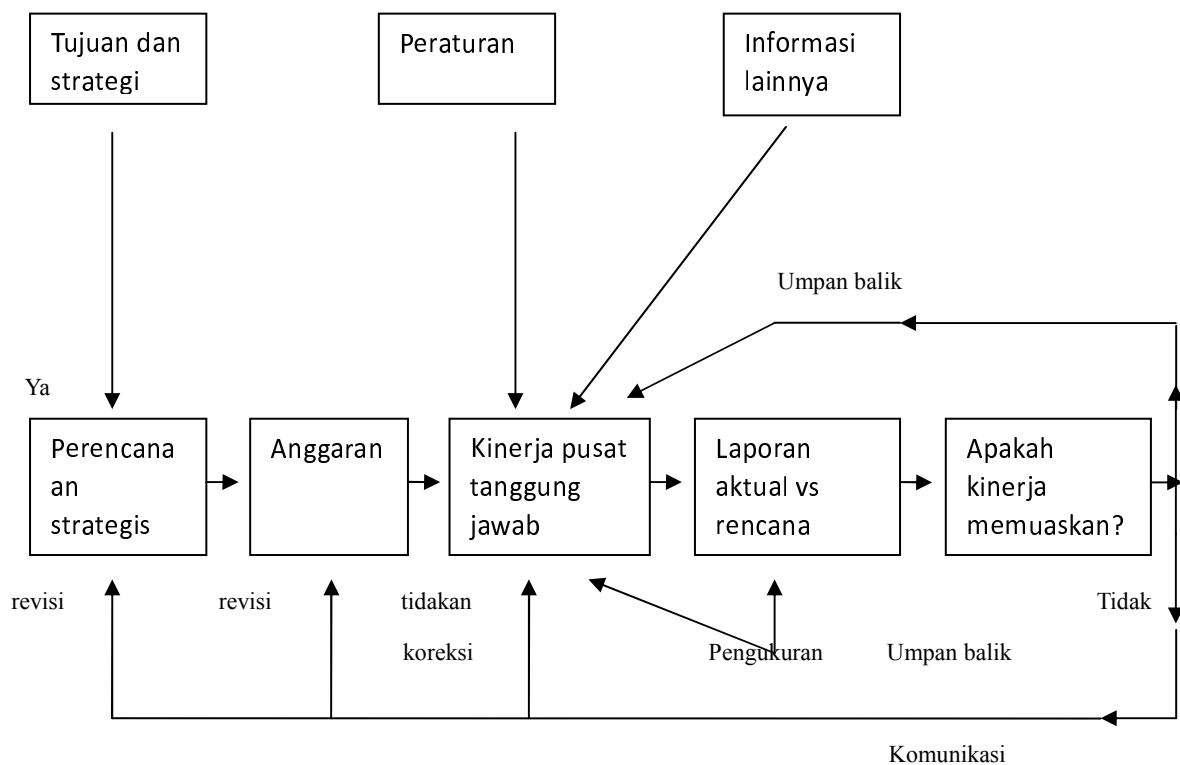 Tujuan dan
strategi
Peraturan
Informasi
lainnya
Umpan balik
Ya
Perencana
an
strategis
Anggaran
Kinerja pusat
tanggung
jawab
Laporan
aktual vs
rencana
Apakah
kinerja
memuaskan?
revisi
revisi
tidakan
koreksi
Pengukuran
Umpan balik
Tidak
Komunikasi